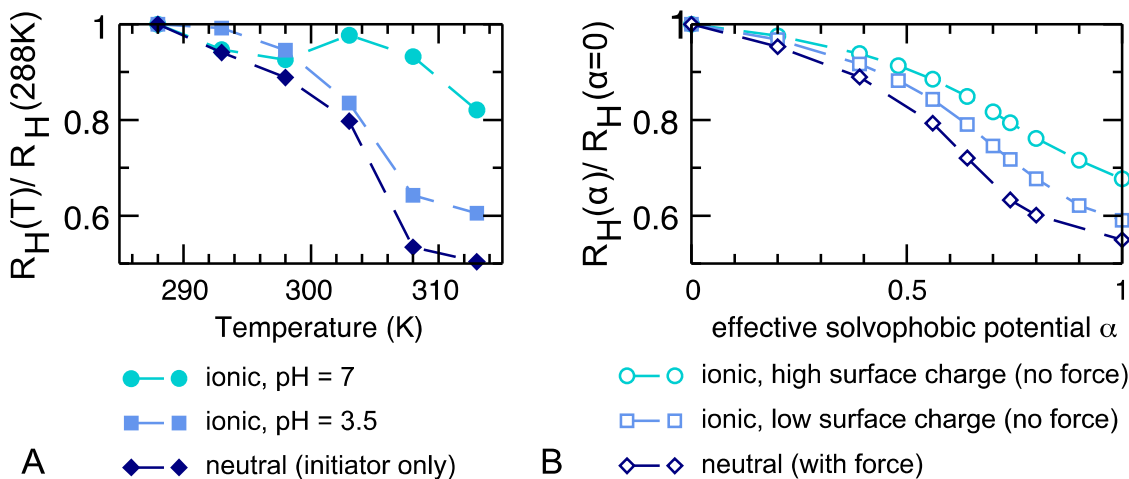 1
0.8
0.6
290
300
310
R_H(T)/ R_H(288K)
Temperature (K)
ionic, pH = 7
ionic, pH = 3.5
neutral (initiator only)
A
1
0.8
0.6
0
0.5
1
R_H(α)/ R_H(α=0)
effective solvophobic potential α
ionic, high surface charge (no force)
ionic, low surface charge (no force)
neutral (with force)
B